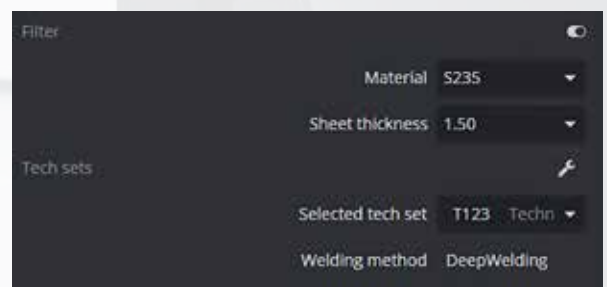 Filter
Material S235
Sheet thickness 1.50
Tech sets
Selected tech set T123 Techn
Welding method DeepWelding